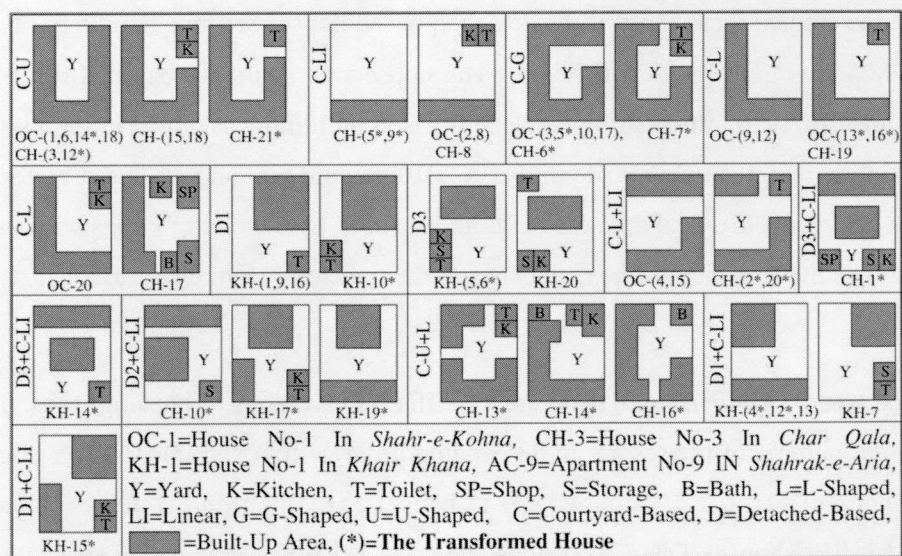 C-U
Y
Y
T
K
Y
T
C-LI
Y
Y
K T
C-G
Y
Y
T
K
C-L
Y
Y
T
OC-(1,6,14*,18) CH-(15,18) CH-21* CH-(5*,9*) OC-(2,8) OC-(3,5*,10,17), CH-7* OC-(9,12) OC-(13*,16*)
CH-(3,12*) CH-8 CH-6* CH-19
C-L
Y
T
K
Y
K
SP
B
S
D1
Y
T
Y
K
T
D3
Y
K
S
T
Y
T
S K
C-L+LI
Y
Y
T
D3+C-LI
Y
SP
S K
OC-20 CH-17 KH-(1,9,16) KH-10* KH-(5,6*) KH-20 OC-(4,15) CH-(2*,20*) CH-1*
D3+C-LI
Y
T
D2+C-LI
Y
S
Y
K
T
Y
C-U+L
Y
T
K
Y
B
T
K
Y
B
D1+C-LI
Y
Y
S
T
KH-14* CH-10* KH-17* KH-19* CH-13* CH-14* CH-16* KH-(4*,12*,13) KH-7
D1+C-LI
Y
K
T
KH-15*
OC-1=House No-1 In Shahr-e-Kohna, CH-3=House No-3 In Char Qala,
KH-1=House No-1 In Khair Khana, AC-9=Apartment No-9 IN Shahrak-e-Aria,
Y=Yard, K=Kitchen, T=Toilet, SP=Shop, S=Storage, B=Bath, L=L-Shaped,
LI=Linear, G=G-Shaped, U=U-Shaped, C=Courtyard-Based, D=Detached-Based,
=Built-Up Area, (*)=The Transformed House